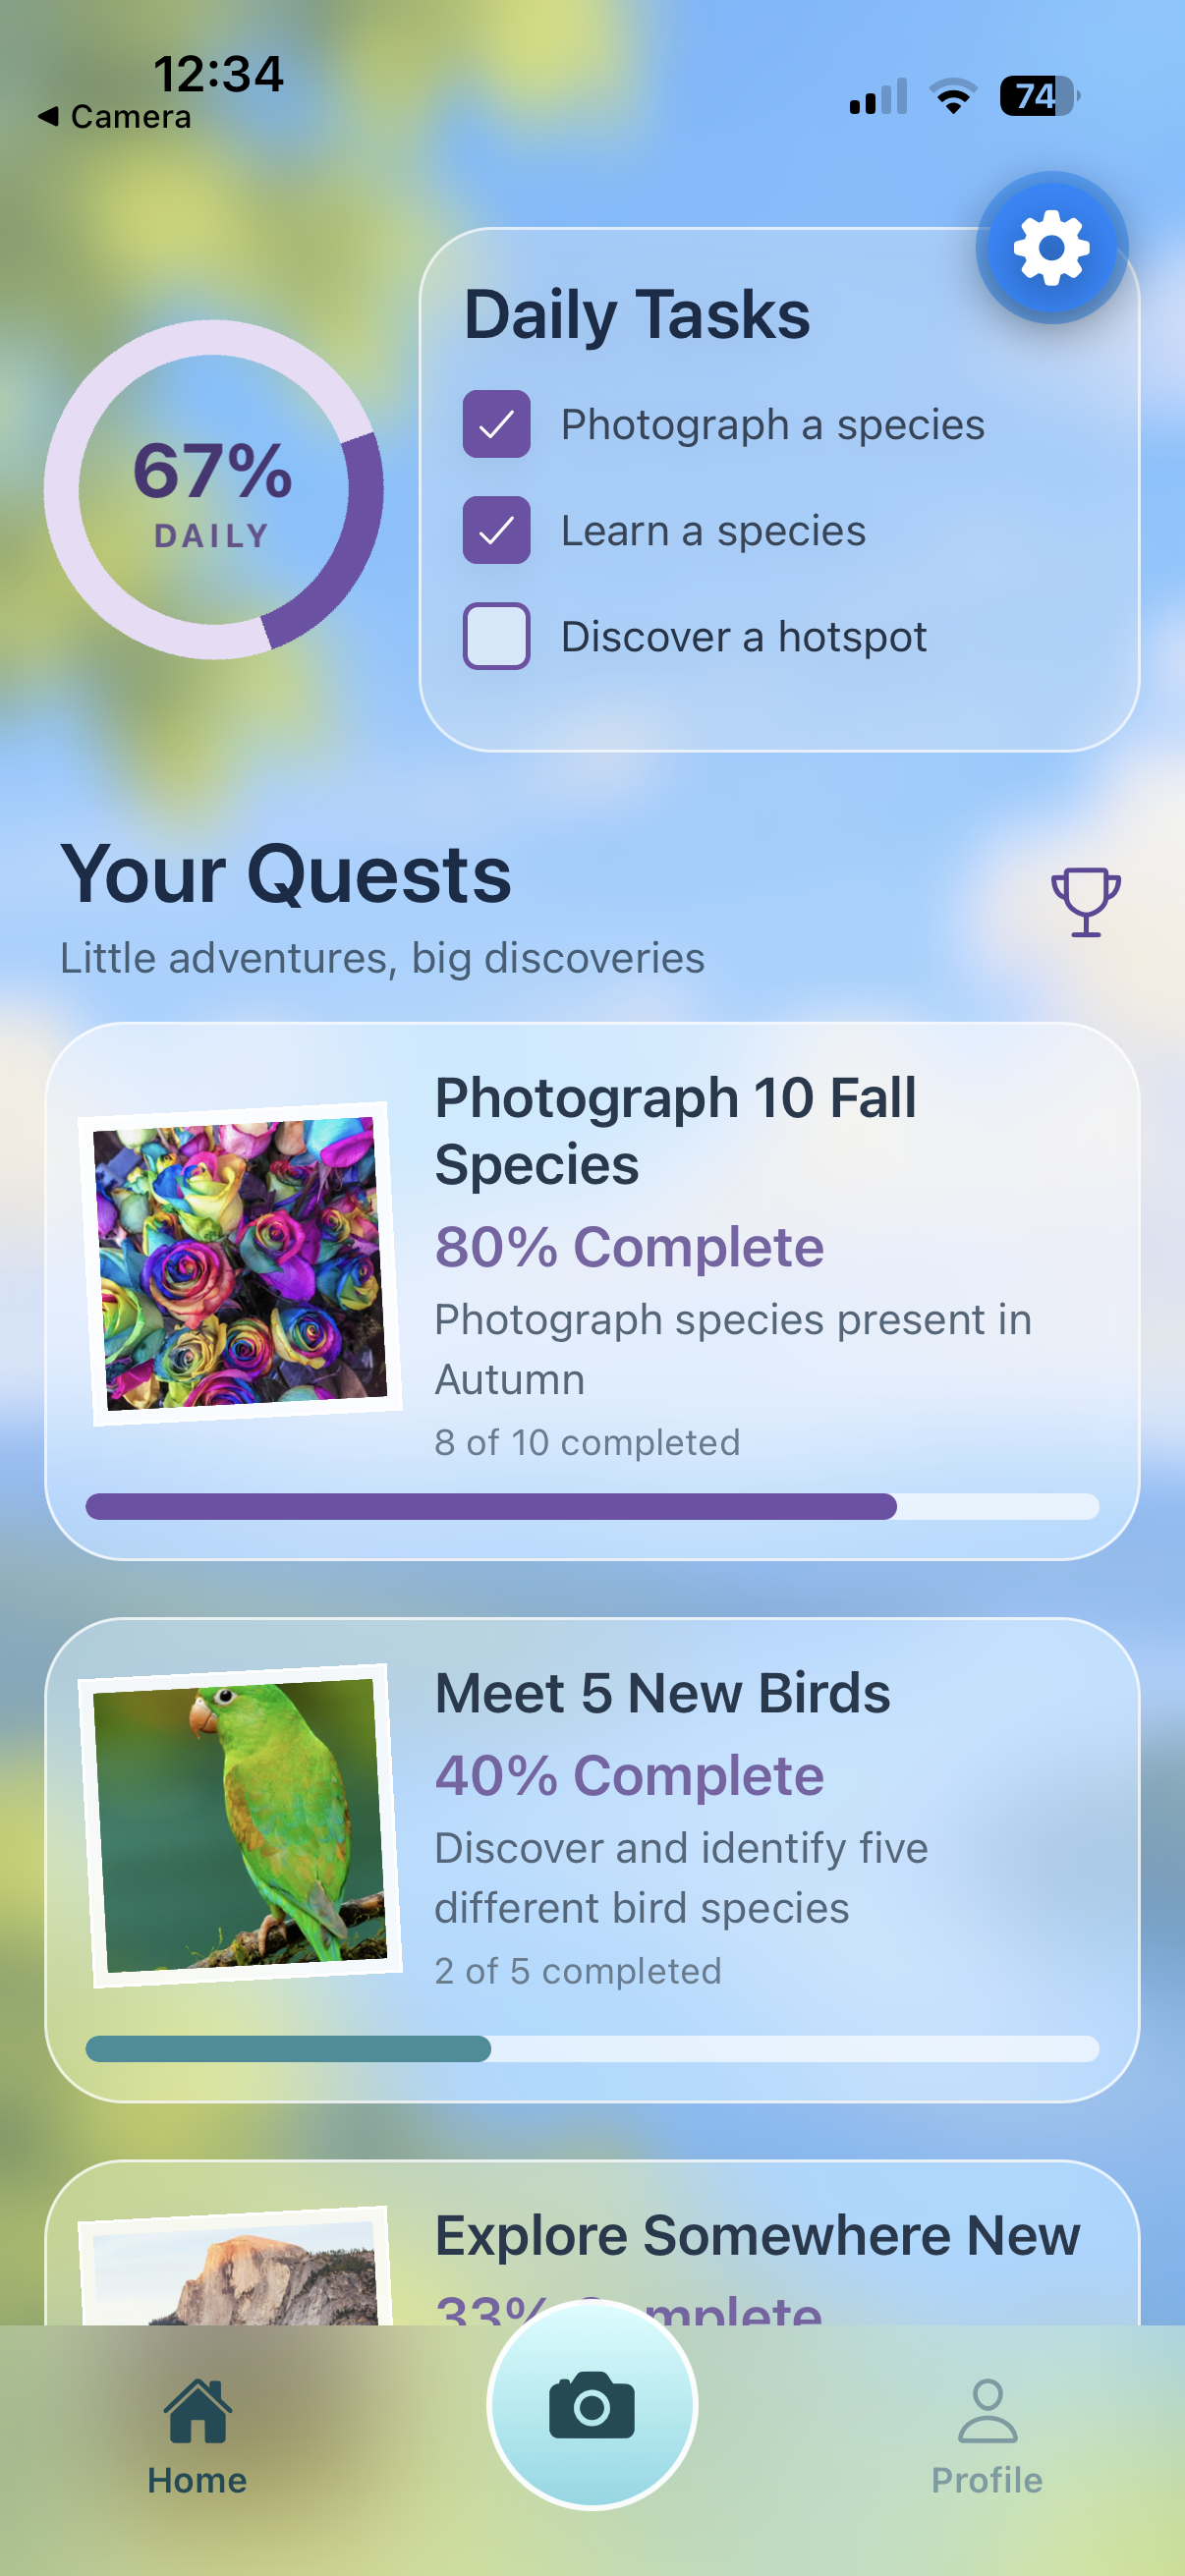 12:34
◀ Camera
74
67%
DAILY
Daily Tasks
Photograph a species
Learn a species
Discover a hotspot
Your Quests
Little adventures, big discoveries
Photograph 10 Fall
Species
80% Complete
Photograph species present in
Autumn
8 of 10 completed
Meet 5 New Birds
40% Complete
Discover and identify five
different bird species
2 of 5 completed
Explore Somewhere New
33% Complete
Home
Profile